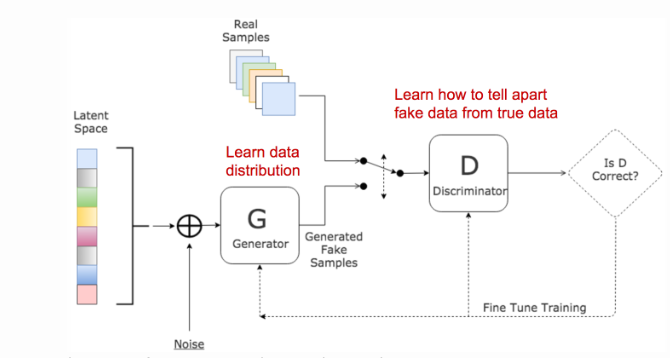 Real
Samples
Learn how to tell apart
fake data from true data
Latent
Space
Learn data
distribution
Is D
Correct?
D
Discriminator
G
Generator
Generated
Fake
Samples
Fine Tune Training
Noise